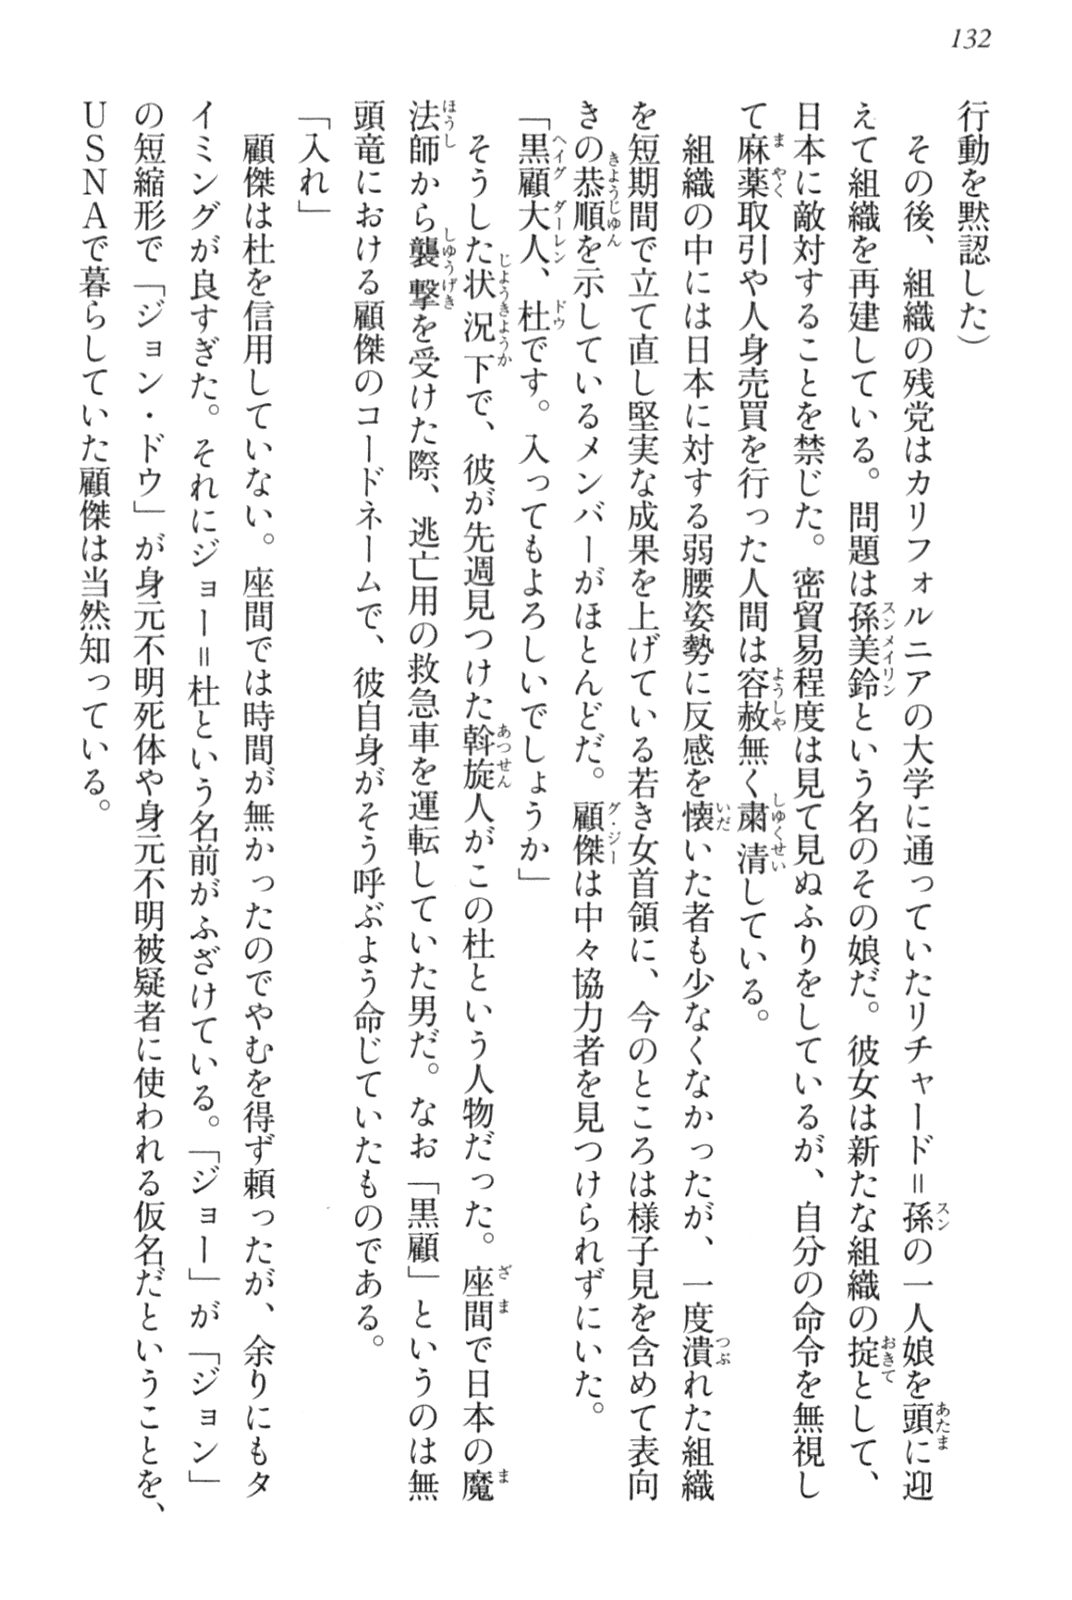 132
行動を黙認した）
　その後、組織の残党はカリフォルニアの大学に通っていたリチャード＝孫の一人娘を頭に迎
えて組織を再建している。問題は孫美鈴という名のその娘だ。彼女は新たな組織の掟として、
日本に敵対することを禁じた。密貿易程度は見て見ぬふりをしているが、自分の命令を無視し
て麻薬取引や人身売買を行った人間は容赦無く粛清している。
　組織の中には日本に対する弱腰姿勢に反感を懐いた者も少なくなかったが、一度潰れた組織
を短期間で立て直し堅実な成果を上げている若き女首領に、今のところは様子見を含めて表向
きの恭順を示しているメンバーがほとんどだ。顧傑は中々協力者を見つけられずにいた。
「黒顧大人、杜です。入ってもよろしいでしょうか」
　そうした状況下で、彼が先週見つけた斡旋人がこの杜という人物だった。座間で日本の魔
法師から襲撃を受けた際、逃亡用の救急車を運転していた男だ。なお「黒顧」というのは無
頭竜における顧傑のコードネームで、彼自身がそう呼ぶよう命じていたものである。
「入れ」
　顧傑は杜を信用していない。座間では時間が無かったのでやむを得ず頼ったが、余りにもタ
イミングが良すぎた。それにジョー＝杜という名前がふざけている。「ジョー」が「ジョン」
の短縮形で「ジョン・ドウ」が身元不明死体や身元不明被疑者に使われる仮名だということを、
ＵＳＮＡで暮らしていた顧傑は当然知っている。